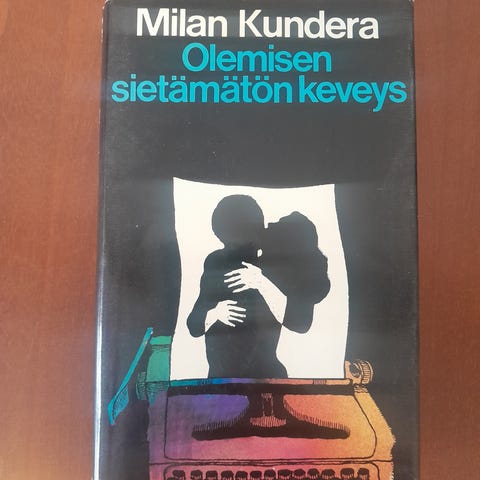 Milan Kundera
Olemisen
sietämätön keveys